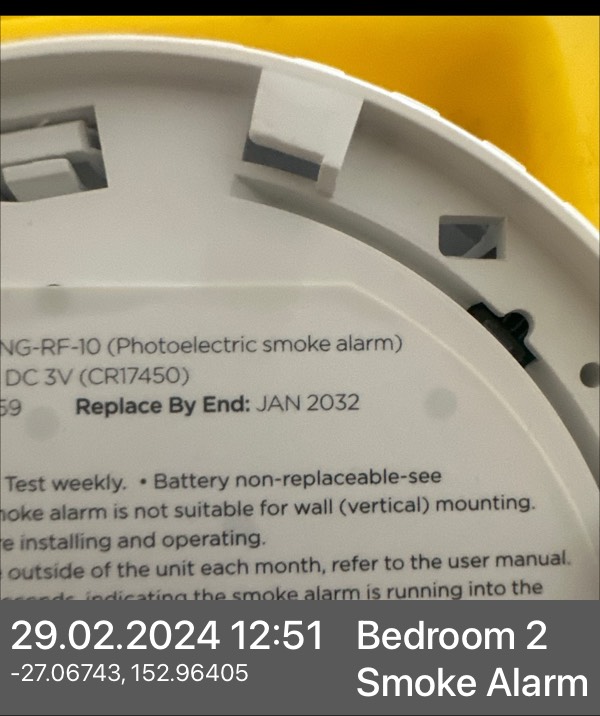 NG-RF-10 (Photoelectric smoke alarm)
DC 3V (CR17450)
59 Replace By End: JAN 2032
Test weekly. • Battery non-replaceable-see
moke alarm is not suitable for wall (vertical) mounting.
e installing and operating.
outside of the unit each month, refer to the user manual.
indicating the smoke alarm is running into the
29.02.2024 12:51 Bedroom 2
-27.06743, 152.96405 Smoke Alarm